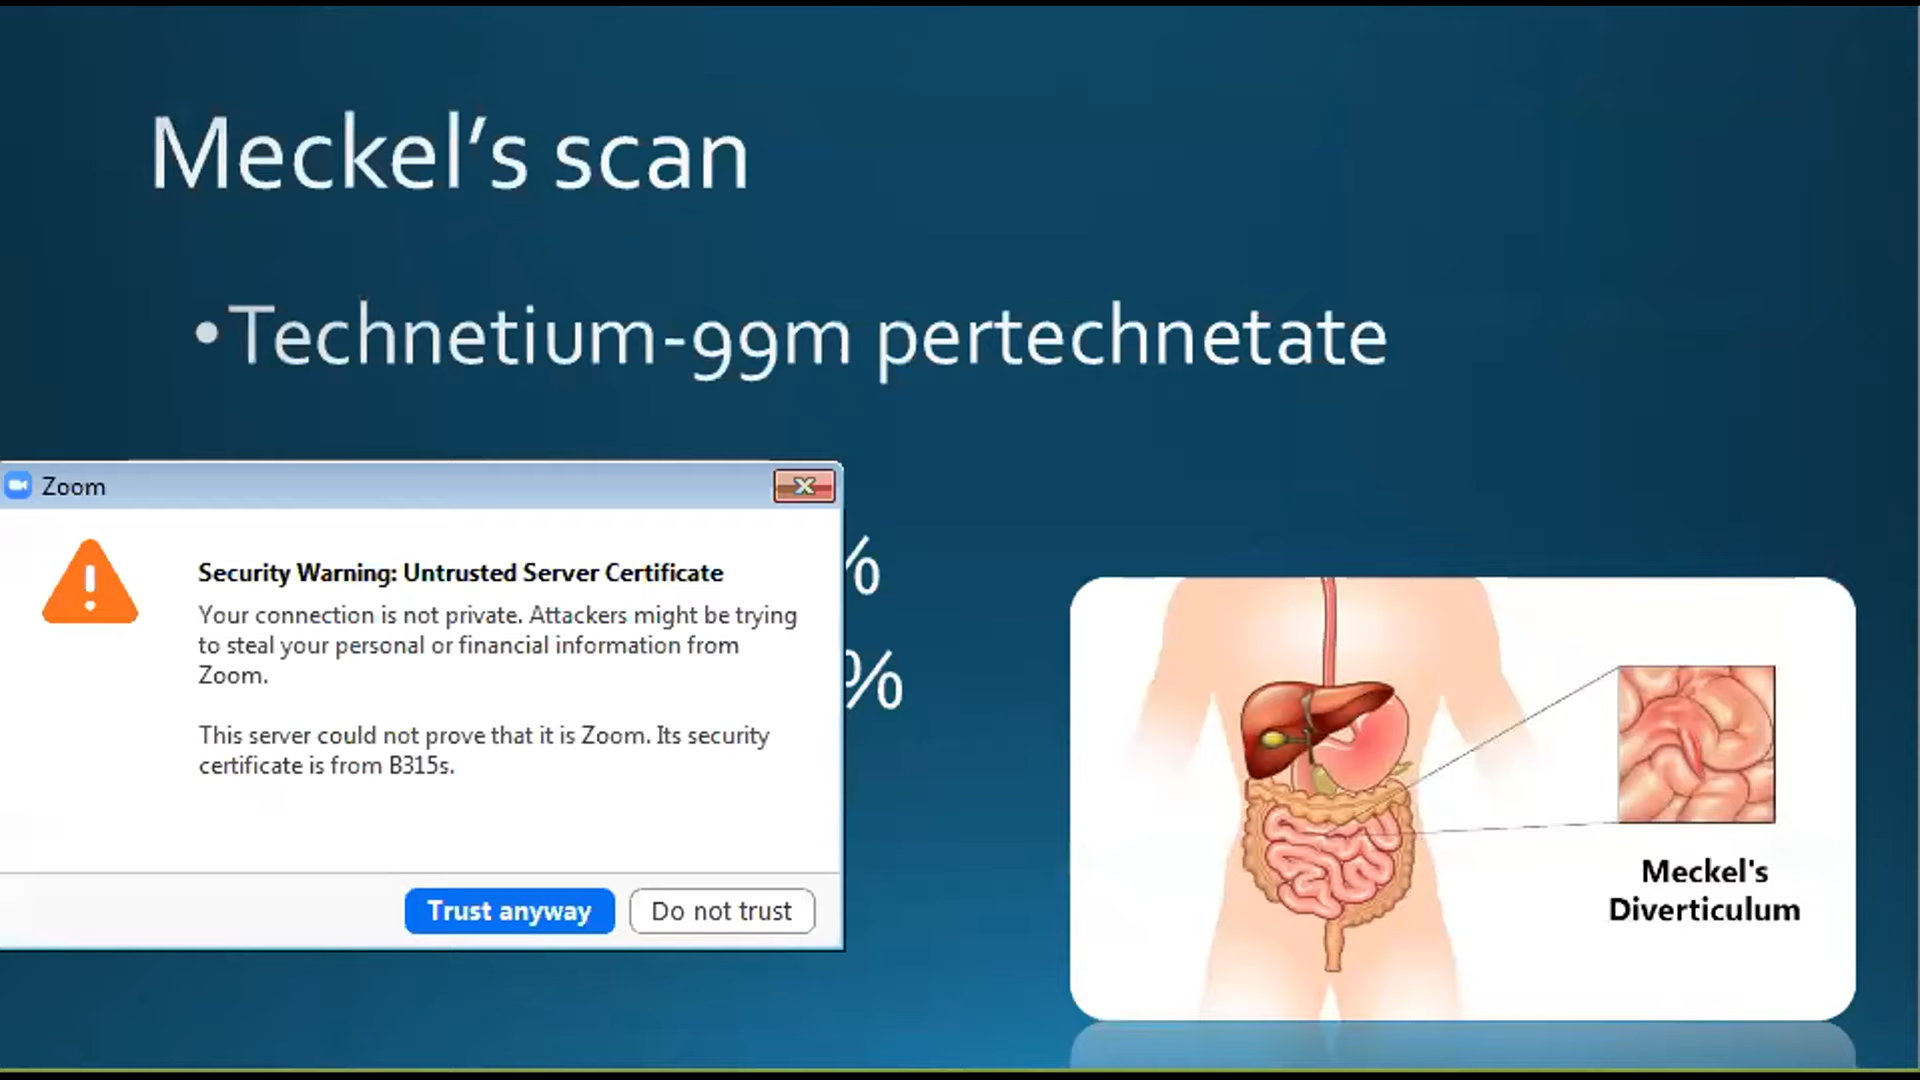 Meckel’s scan
•Technetium-99m pertechnetate
Zoom
Security Warning: Untrusted Server Certificate
Your connection is not private. Attackers might be trying
to steal your personal or financial information from
Zoom.
This server could not prove that it is Zoom. Its security
certificate is from B315s.
Trust anyway
Do not trust
%
%
Meckel's
Diverticulum